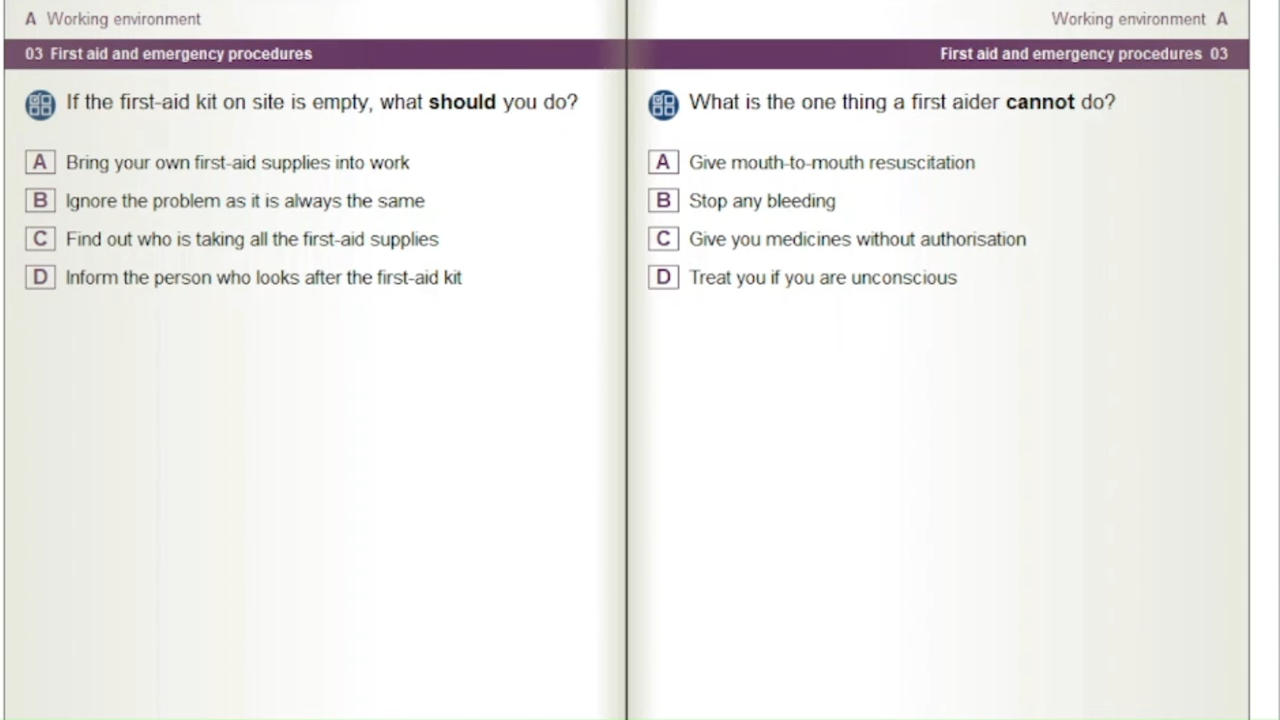 A Working environment
03 First aid and emergency procedures
If the first-aid kit on site is empty, what should you do?
A Bring your own first-aid supplies into work
B Ignore the problem as it is always the same
C Find out who is taking all the first-aid supplies
D Inform the person who looks after the first-aid kit
Working environment A
First aid and emergency procedures 03
What is the one thing a first aider cannot do?
A Give mouth-to-mouth resuscitation
B Stop any bleeding
C Give you medicines without authorisation
D Treat you if you are unconscious